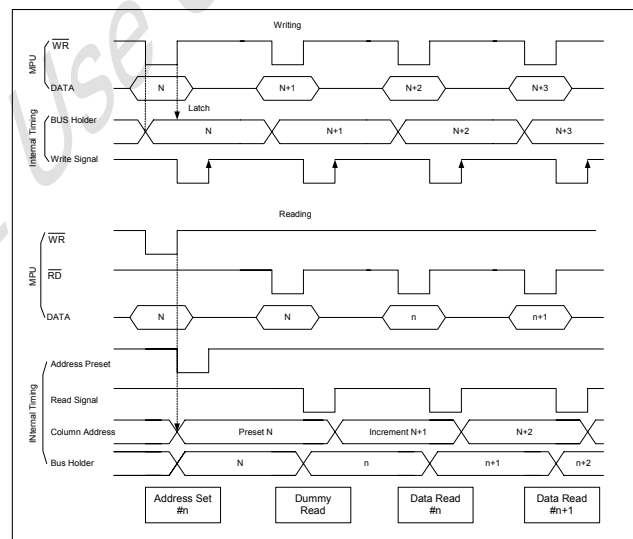 Use
Writing
MPU
WR
DATA
N
N+1
N+2
N+3
Latch
Internal Timing
BUS Holder
N
N+1
N+2
N+3
Write Signal
Reading
MPU
WR
RD
DATA
N
N
n
n+1
INternal Timing
Address Preset
Read Signal
Column Address
Preset N
Increment N+1
N+2
Bus Holder
N
n
n+1
n+2
Address Set
#n
Dummy
Read
Data Read
#n
Data Read
#n+1